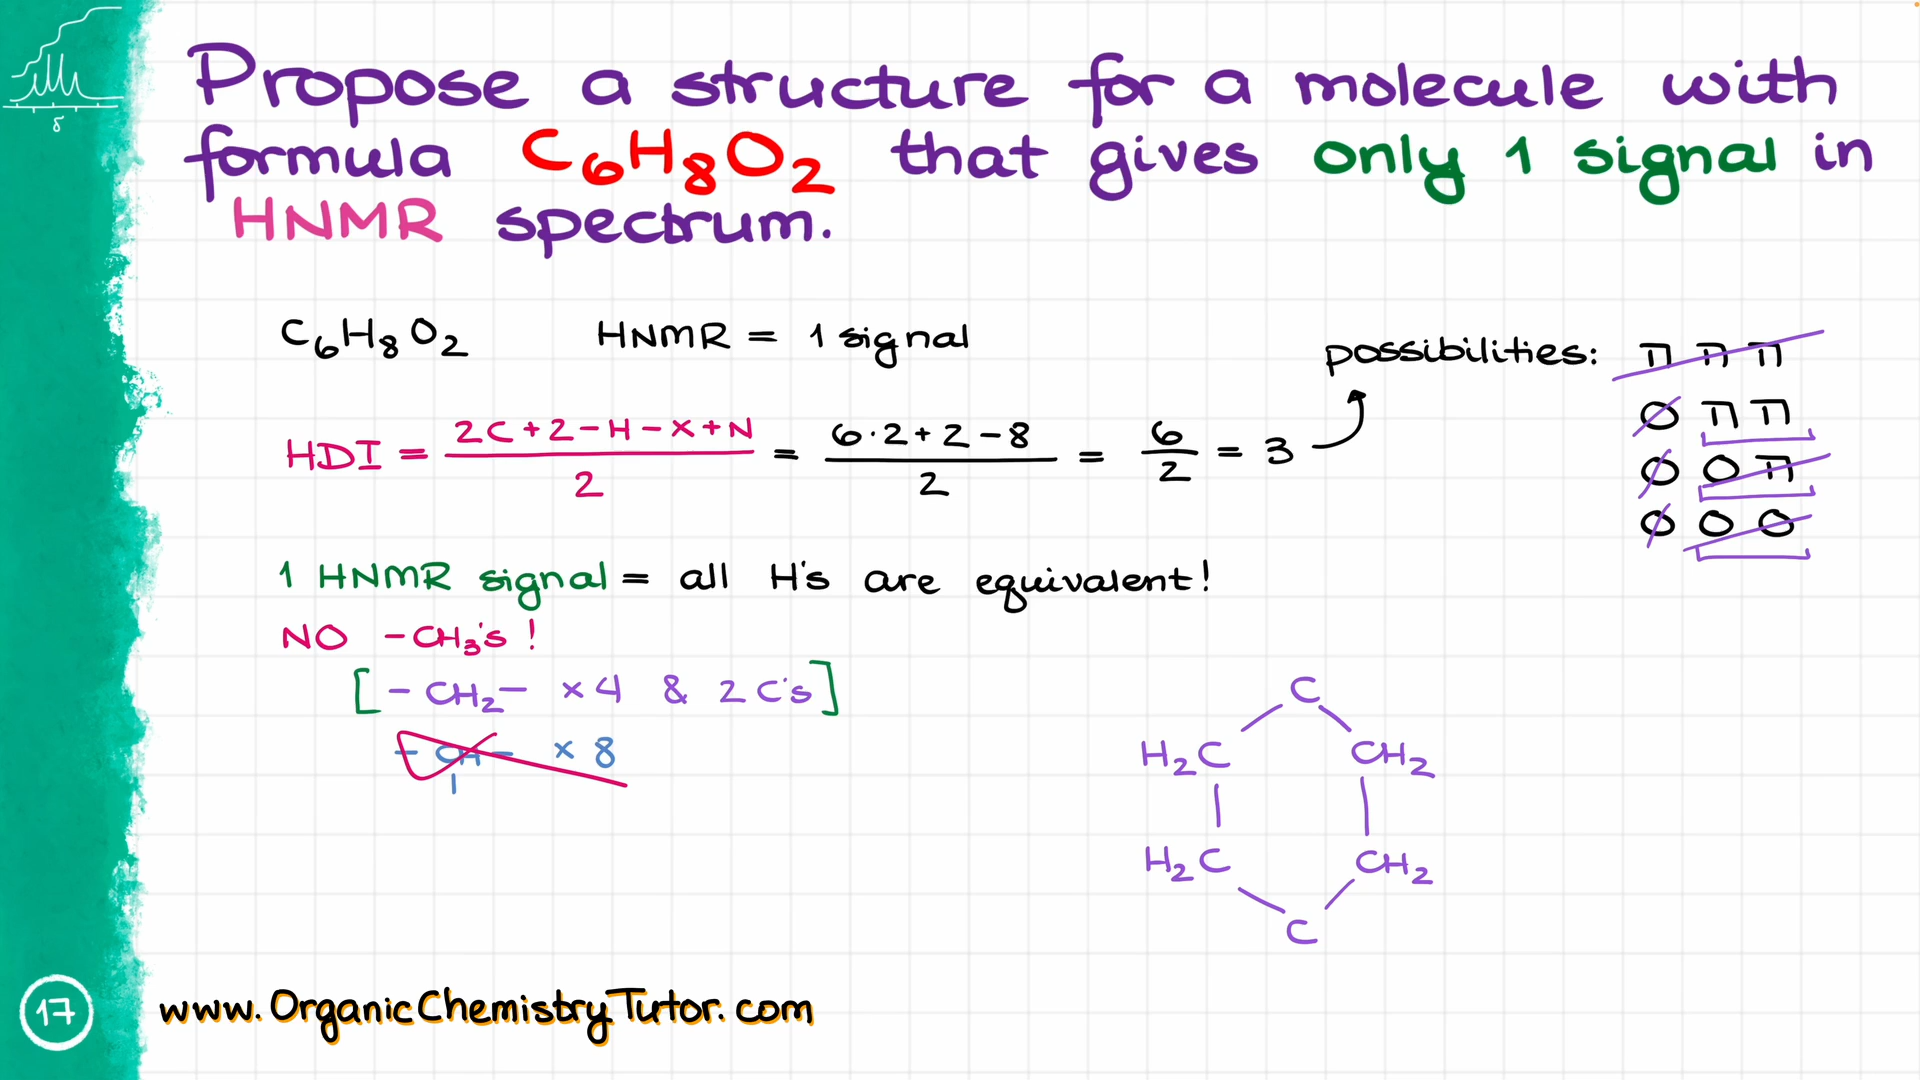 Propose a structure for a molecule with
formula C₆H₈O₂ that gives only 1 signal in
HNMR spectrum.
C₆H₈O₂ HNMR = 1 signal
possibilities: π π π
O π π
O O π
O O O
HDI = (2C + 2 - H - X + N)/2 = (6·2 + 2 - 8)/2 = 6/2 = 3
1 HNMR signal = all H's are equivalent!
NO -CH₃'s!
[-CH₂- ×4 & 2 C's]
-CH- × 8
C
H₂C CH₂
H₂C CH₂
C
δ
17
www.OrganicChemistryTutor.com